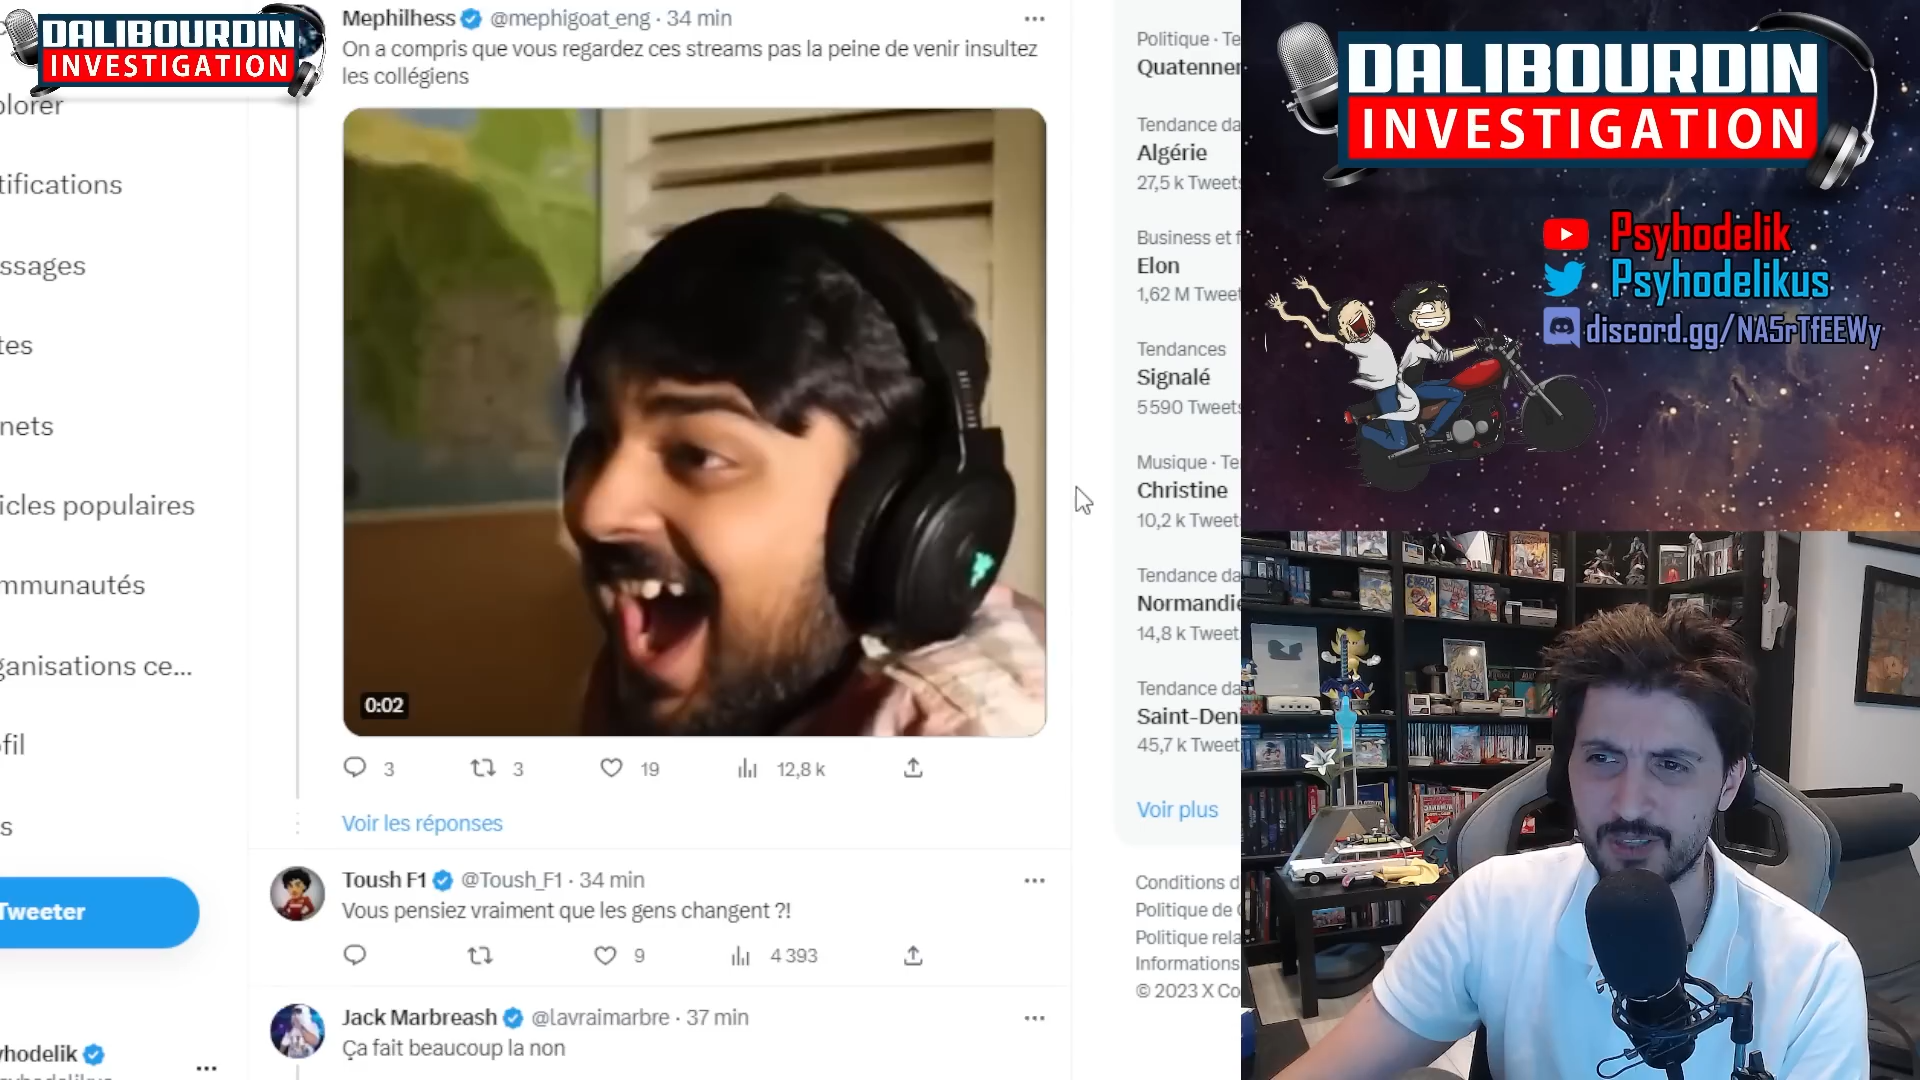 DALIBOURDIN
INVESTIGATION
plorer
tifications
ssages
tes
nets
icles populaires
mmunautés
ganisations ce...
fil
s
Tweeter
yhodelik
Mephilhess @mephigoat_eng · 34 min
On a compris que vous regardez ces streams pas la peine de venir insultez
les collégiens
0:02
3 3 19 12,8 k
Voir les réponses
Toush F1 @Toush_F1 · 34 min
Vous pensiez vraiment que les gens changent ?!
9 4 393
Jack Marbreash @lavraimarbre · 37 min
Ça fait beaucoup la non
Politique · Te
Quatenner
Tendance da
Algérie
27,5 k Tweets
Business et f
Elon
1,62 M Tweet
Tendances
Signalé
5 590 Tweets
Musique · Te
Christine
10,2 k Tweet
Tendance da
Normandie
14,8 k Tweet
Tendance da
Saint-Den
45,7 k Tweet
Voir plus
Conditions d
Politique de C
Politique rela
Informations
© 2023 X Co
DALIBOURDIN
INVESTIGATION
Psyhodelik
Psyhodelikus
discord.gg/NA5rTfEEWy